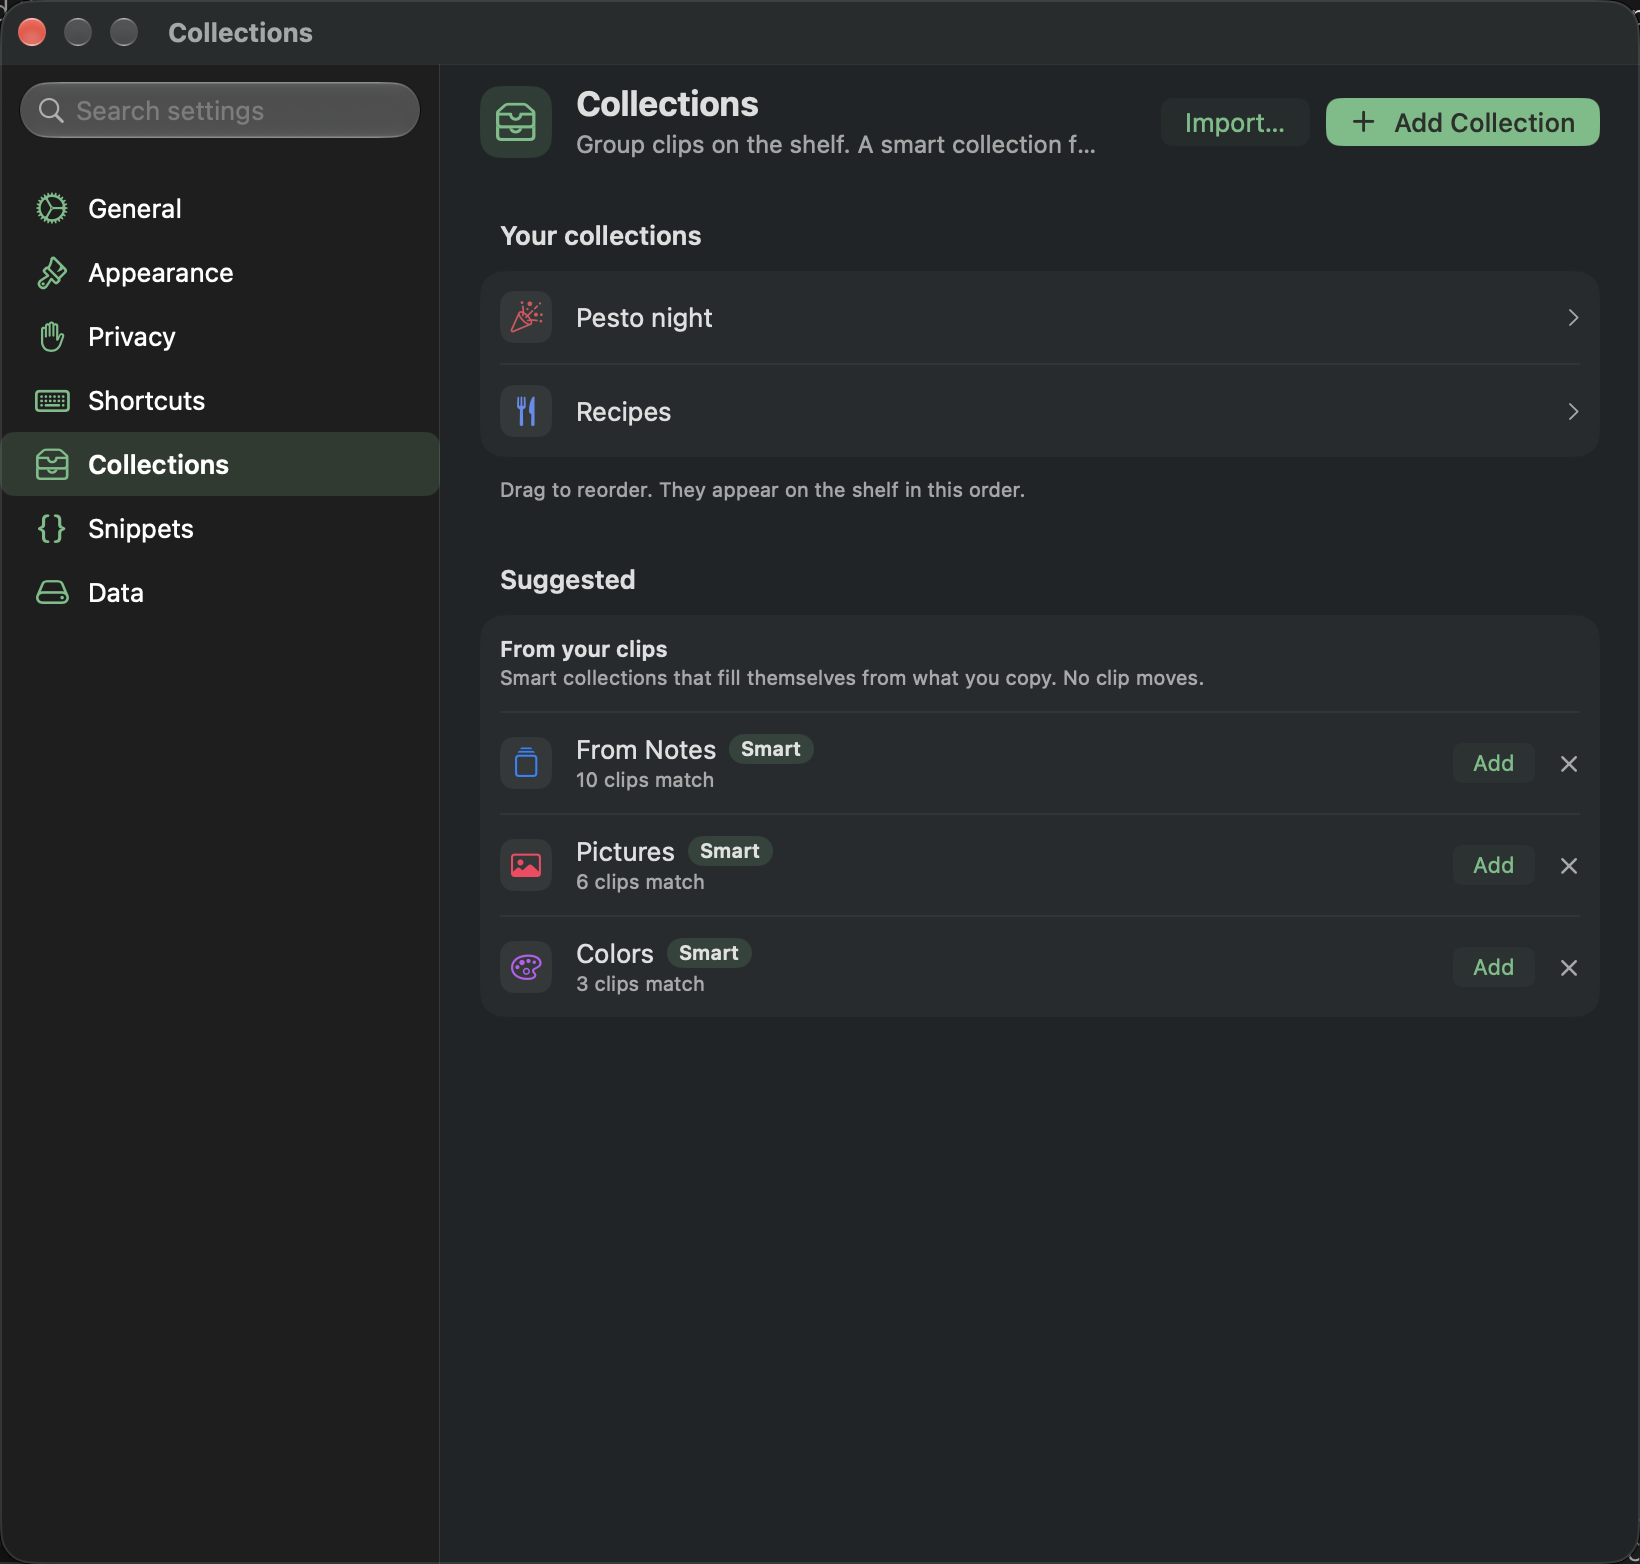 Collections
Search settings
General
Appearance
Privacy
Shortcuts
Collections
Snippets
Data
Collections
Group clips on the shelf. A smart collection f...
Import...
+ Add Collection
Your collections
Pesto night
Recipes
Drag to reorder. They appear on the shelf in this order.
Suggested
From your clips
Smart collections that fill themselves from what you copy. No clip moves.
From Notes Smart
10 clips match
Add
Pictures Smart
6 clips match
Add
Colors Smart
3 clips match
Add